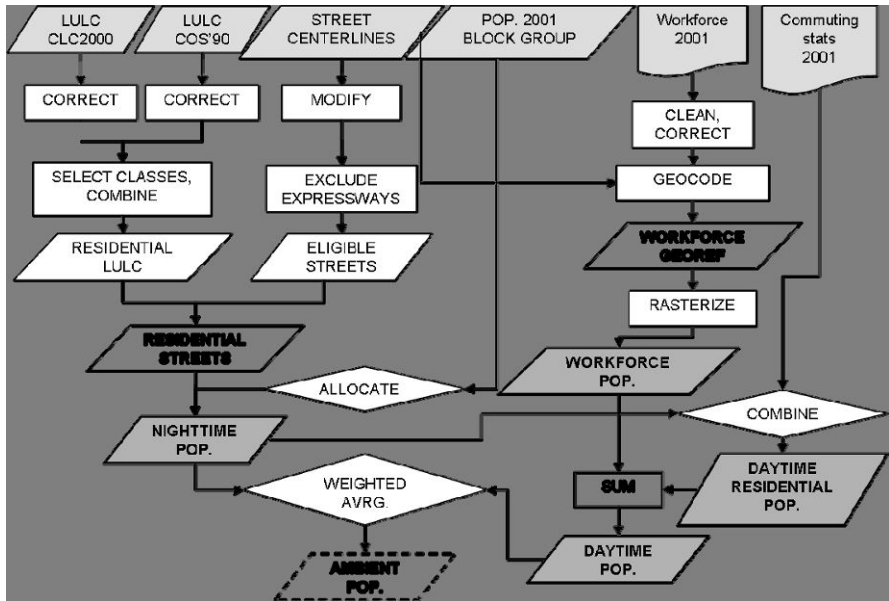 LULC
CLC2000
LULC
COS'90
STREET
CENTERLINES
POP. 2001
BLOCK GROUP
Workforce
2001
Commuting
stats
2001
CORRECT
CORRECT
MODIFY
CLEAN,
CORRECT
SELECT CLASSES,
COMBINE
EXCLUDE
EXPRESSWAYS
GEOCODE
RESIDENTIAL
LULC
ELIGIBLE
STREETS
WORKFORCE
GEOREF
RASTERIZE
RESIDENTIAL
STREETS
WORKFORCE
POP.
ALLOCATE
COMBINE
NIGHTTIME
POP.
WEIGHTED
AVRG.
SUM
DAYTIME
RESIDENTIAL
POP.
AMBIENT
POP.
DAYTIME
POP.